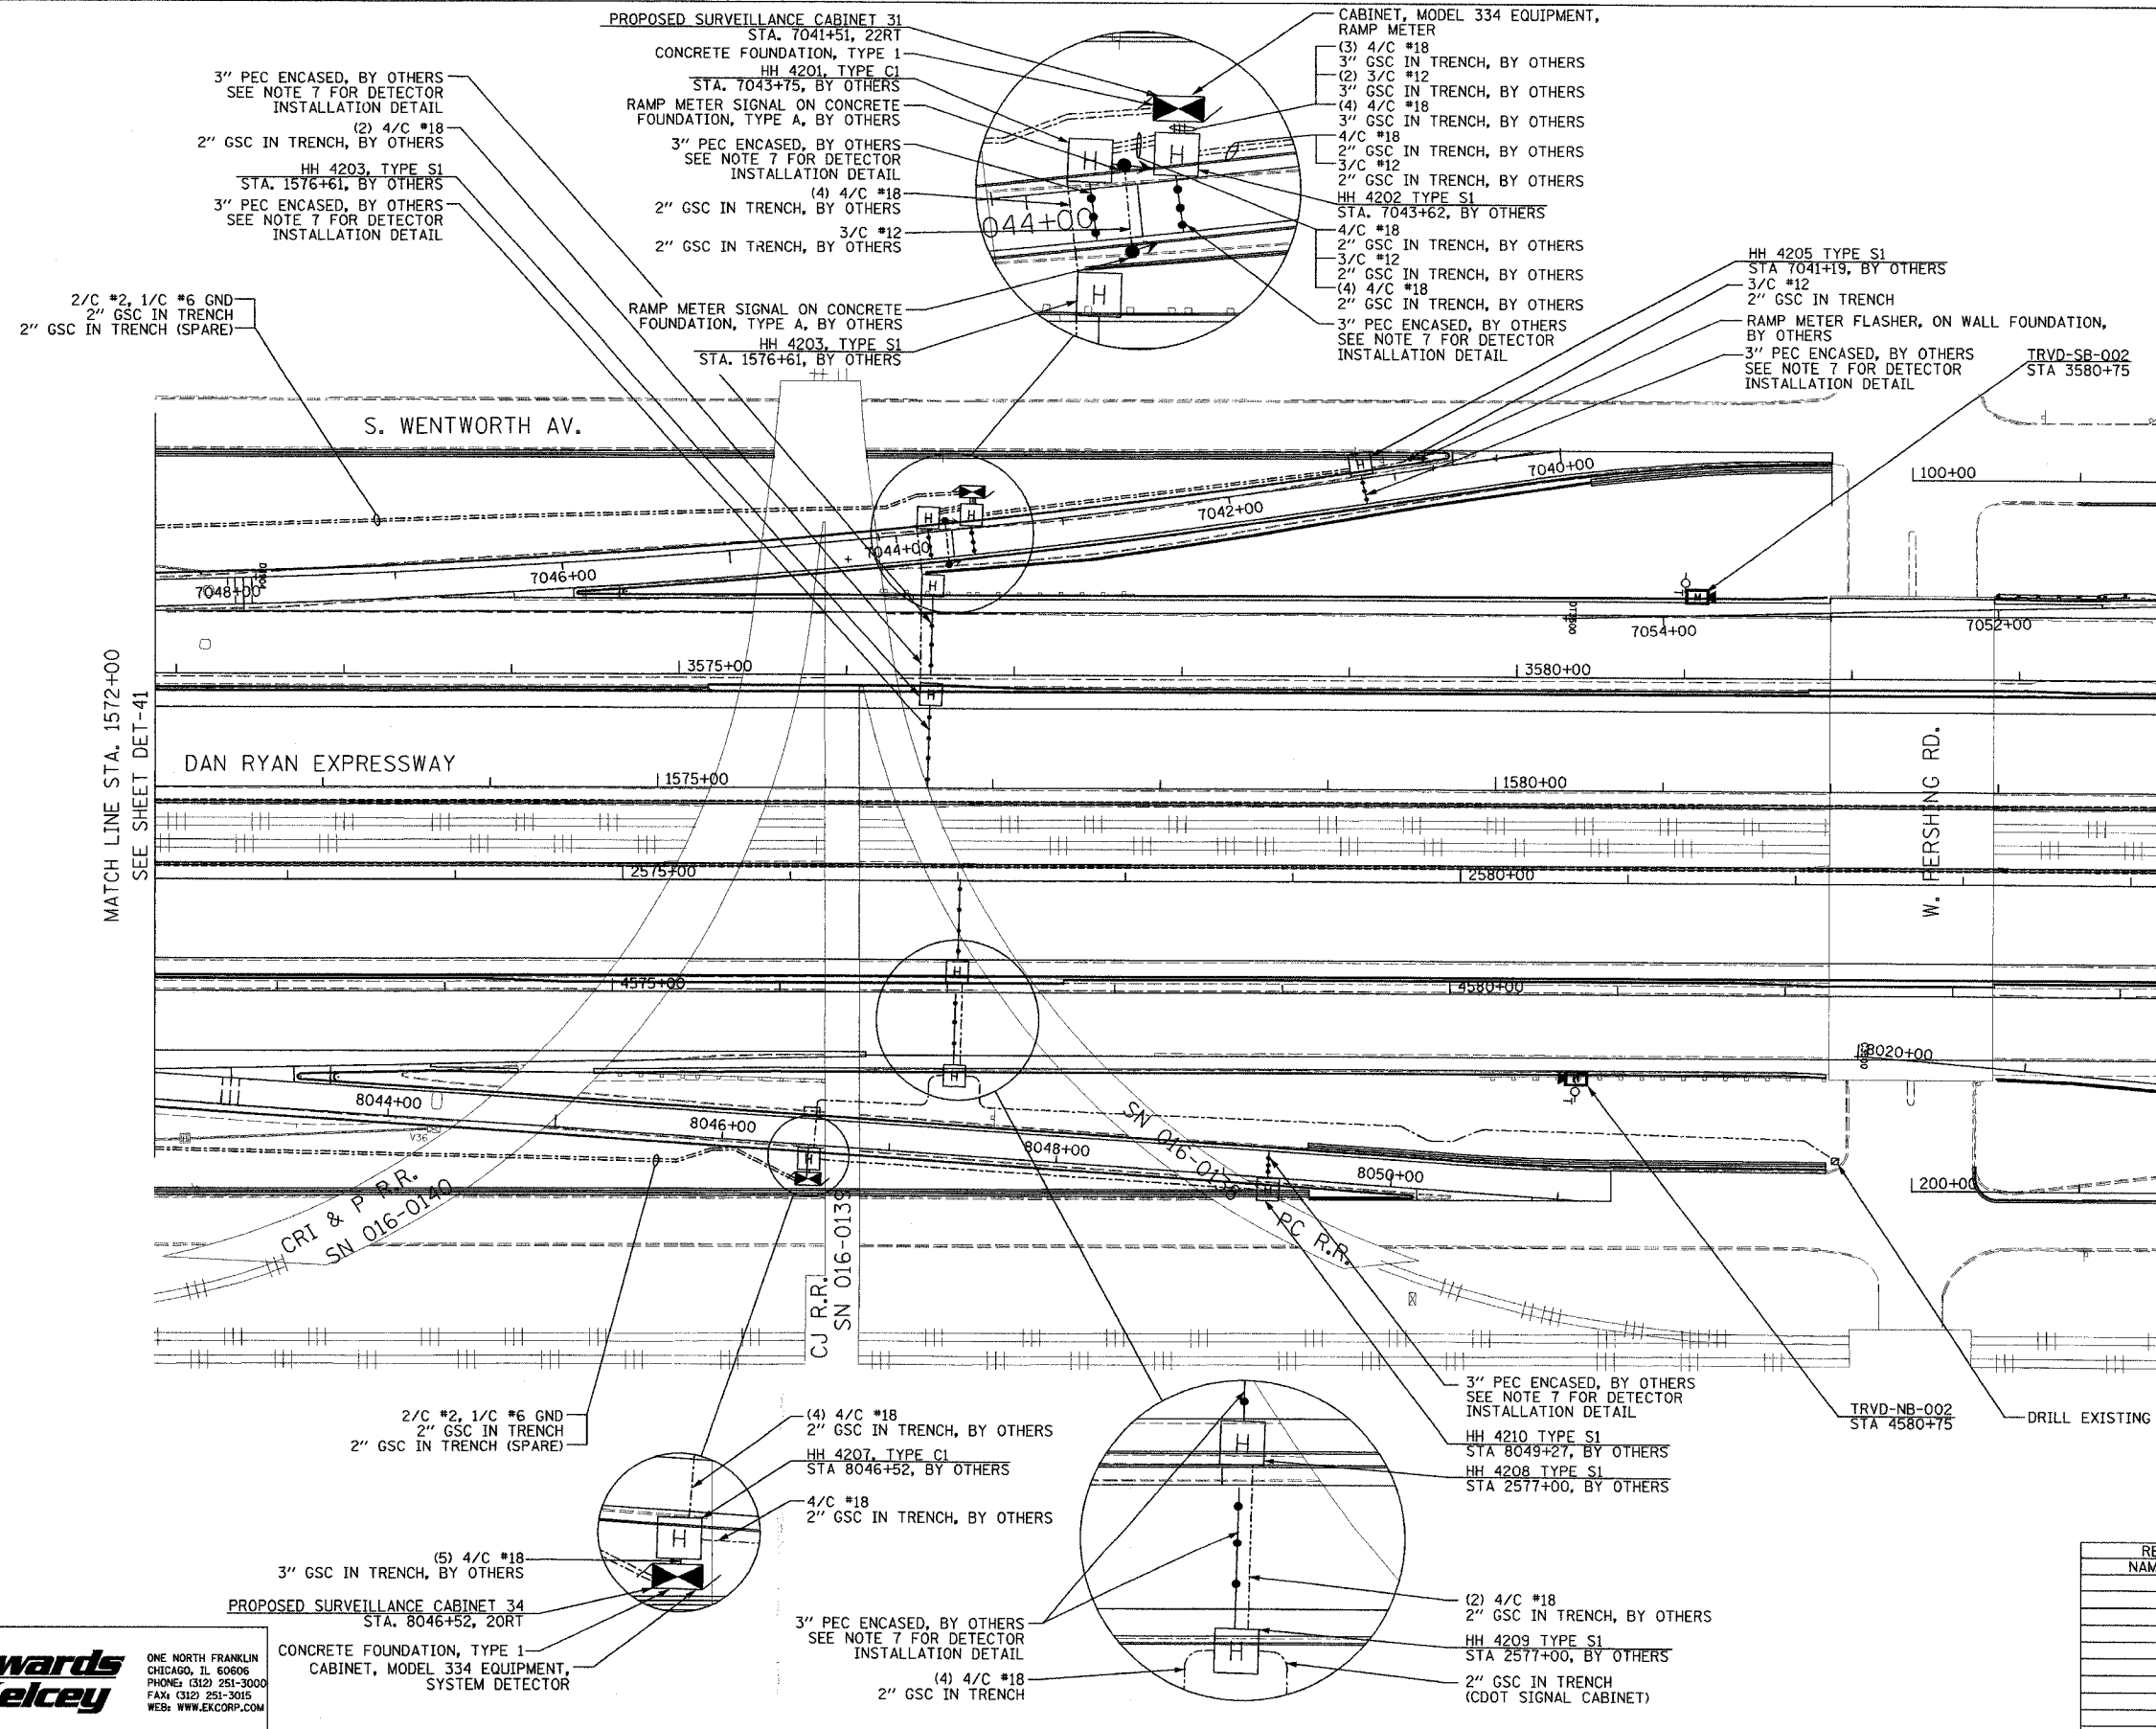 PROPOSED SURVEILLANCE CABINET 31
STA. 7041+51, 22RT
CONCRETE FOUNDATION, TYPE 1
HH 4201, TYPE C1
STA. 7043+75, BY OTHERS
RAMP METER SIGNAL ON CONCRETE
FOUNDATION, TYPE A, BY OTHERS
3" PEC ENCASED, BY OTHERS
SEE NOTE 7 FOR DETECTOR
INSTALLATION DETAIL
(4) 4/C #18
2" GSC IN TRENCH, BY OTHERS
3/C #12
2" GSC IN TRENCH, BY OTHERS
RAMP METER SIGNAL ON CONCRETE
FOUNDATION, TYPE A, BY OTHERS
HH 4203, TYPE S1
STA. 1576+61, BY OTHERS
3" PEC ENCASED, BY OTHERS
SEE NOTE 7 FOR DETECTOR
INSTALLATION DETAIL
(2) 4/C #18
2" GSC IN TRENCH, BY OTHERS
HH 4203, TYPE S1
STA. 1576+61, BY OTHERS
3" PEC ENCASED, BY OTHERS
SEE NOTE 7 FOR DETECTOR
INSTALLATION DETAIL
2/C #2, 1/C #6 GND
2" GSC IN TRENCH
2" GSC IN TRENCH (SPARE)
H
H
044+00
H
CABINET, MODEL 334 EQUIPMENT,
RAMP METER
(3) 4/C #18
3" GSC IN TRENCH, BY OTHERS
(2) 3/C #12
3" GSC IN TRENCH, BY OTHERS
(4) 4/C #18
3" GSC IN TRENCH, BY OTHERS
4/C #18
2" GSC IN TRENCH, BY OTHERS
3/C #12
2" GSC IN TRENCH, BY OTHERS
HH 4202 TYPE S1
STA. 7043+62, BY OTHERS
4/C #18
2" GSC IN TRENCH, BY OTHERS
3/C #12
2" GSC IN TRENCH, BY OTHERS
(4) 4/C #18
2" GSC IN TRENCH, BY OTHERS
3" PEC ENCASED, BY OTHERS
SEE NOTE 7 FOR DETECTOR
INSTALLATION DETAIL
HH 4205 TYPE S1
STA 7041+19, BY OTHERS
3/C #12
2" GSC IN TRENCH
RAMP METER FLASHER, ON WALL FOUNDATION,
BY OTHERS
3" PEC ENCASED, BY OTHERS
SEE NOTE 7 FOR DETECTOR
INSTALLATION DETAIL
TRVD-SB-002
STA 3580+75
S. WENTWORTH AV.
H
7040+00
100+00
H
H
7042+00
7044+00
7046+00
7048+00
H
M
7054+00
7052+00
3575+00
3580+00
H
MATCH LINE STA. 1572+00
SEE SHEET DET-41
DAN RYAN EXPRESSWAY
1575+00
1580+00
W. PERSHING RD.
2575+00
2580+00
H
4575+00
4580+00
H
8020+00
8044+00
V36
8046+00
8048+00
8050+00
H
H
200+00
CRI & P R.R.
SN 016-0140
CJ R.R.
SN 016-0139
SN 016-0138
PC R.R.
2/C #2, 1/C #6 GND
2" GSC IN TRENCH
2" GSC IN TRENCH (SPARE)
(4) 4/C #18
2" GSC IN TRENCH, BY OTHERS
HH 4207, TYPE C1
STA 8046+52, BY OTHERS
4/C #18
2" GSC IN TRENCH, BY OTHERS
H
(5) 4/C #18
3" GSC IN TRENCH, BY OTHERS
PROPOSED SURVEILLANCE CABINET 34
STA. 8046+52, 20RT
CONCRETE FOUNDATION, TYPE 1
CABINET, MODEL 334 EQUIPMENT,
SYSTEM DETECTOR
3" PEC ENCASED, BY OTHERS
SEE NOTE 7 FOR DETECTOR
INSTALLATION DETAIL
(4) 4/C #18
2" GSC IN TRENCH
H
H
3" PEC ENCASED, BY OTHERS
SEE NOTE 7 FOR DETECTOR
INSTALLATION DETAIL
HH 4210 TYPE S1
STA 8049+27, BY OTHERS
HH 4208 TYPE S1
STA 2577+00, BY OTHERS
(2) 4/C #18
2" GSC IN TRENCH, BY OTHERS
HH 4209 TYPE S1
STA 2577+00, BY OTHERS
2" GSC IN TRENCH
(CDOT SIGNAL CABINET)
TRVD-NB-002
STA 4580+75
DRILL EXISTING
RE
NAM
wards
elcey
ONE NORTH FRANKLIN
CHICAGO, IL 60606
PHONE: (312) 251-3000
FAX: (312) 251-3015
WEB: WWW.EKCORP.COM